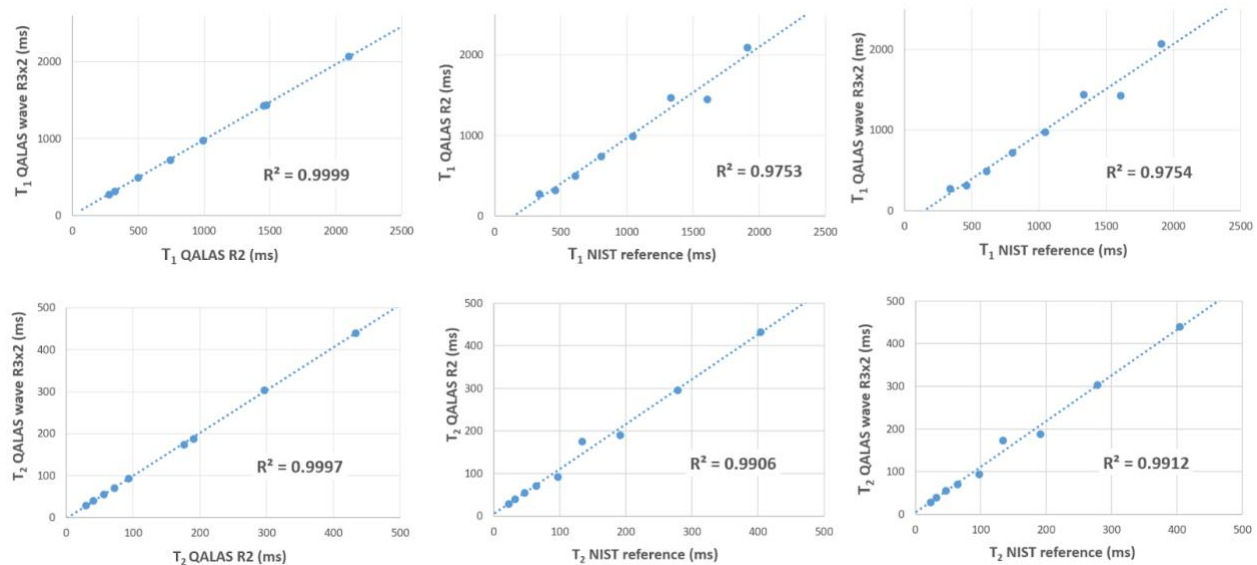 T₁ QALAS wave R3x2 (ms)
2000
1000
0
0 500 1000 1500 2000 2500
R² = 0.9999
T₁ QALAS R2 (ms)
T₁ QALAS R2 (ms)
2000
1000
0
0 500 1000 1500 2000 2500
R² = 0.9753
T₁ NIST reference (ms)
T₁ QALAS wave R3x2 (ms)
2000
1000
0
0 500 1000 1500 2000 2500
R² = 0.9754
T₁ NIST reference (ms)
T₂ QALAS wave R3x2 (ms)
500
400
300
200
100
0
0 100 200 300 400 500
R² = 0.9997
T₂ QALAS R2 (ms)
T₂ QALAS R2 (ms)
500
400
300
200
100
0
0 100 200 300 400 500
R² = 0.9906
T₂ NIST reference (ms)
T₂ QALAS wave R3x2 (ms)
500
400
300
200
100
0
0 100 200 300 400 500
R² = 0.9912
T₂ NIST reference (ms)